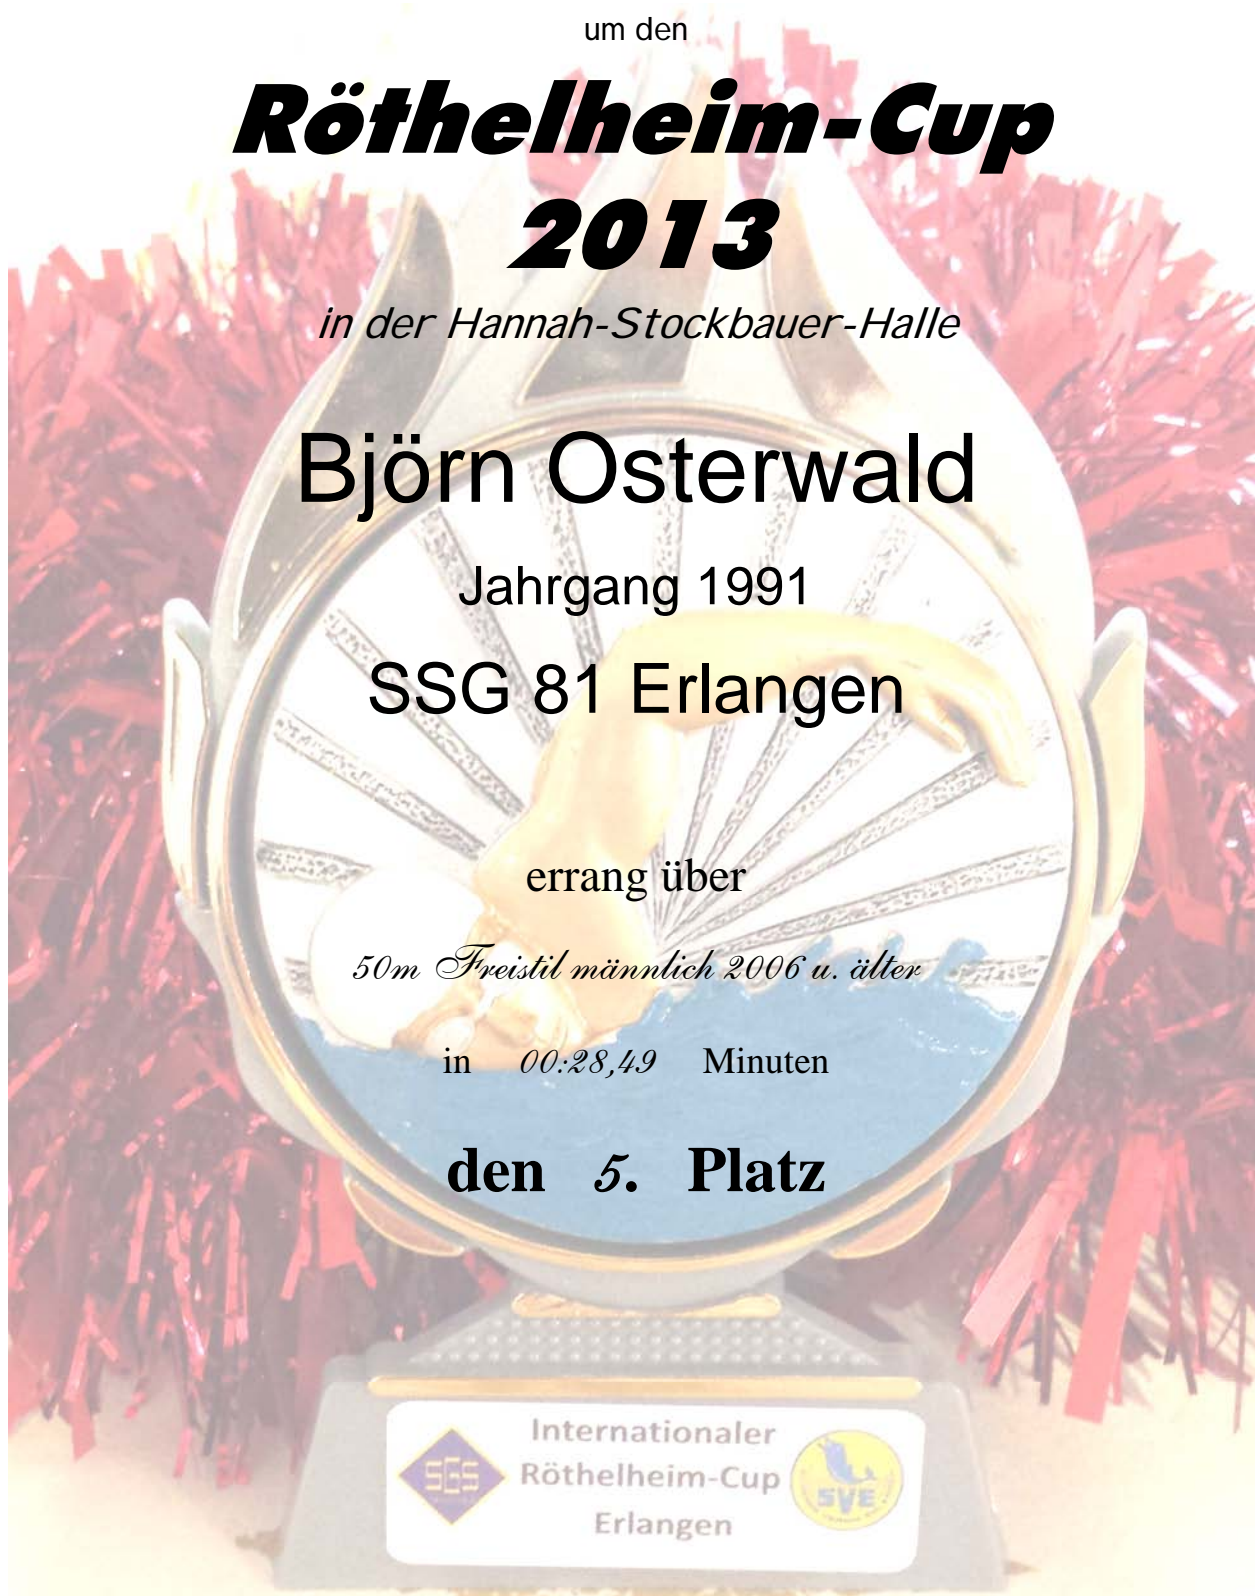 um den
Röthelheim-Cup
2013
in der Hannah-Stockbauer-Halle
Björn Osterwald
Jahrgang 1991
SSG 81 Erlangen
errang über
50m Freistil männlich 2006 u. älter
in 00:28,49 Minuten
den 5. Platz
Internationaler
SGS Röthelheim-Cup SVE
Erlangen